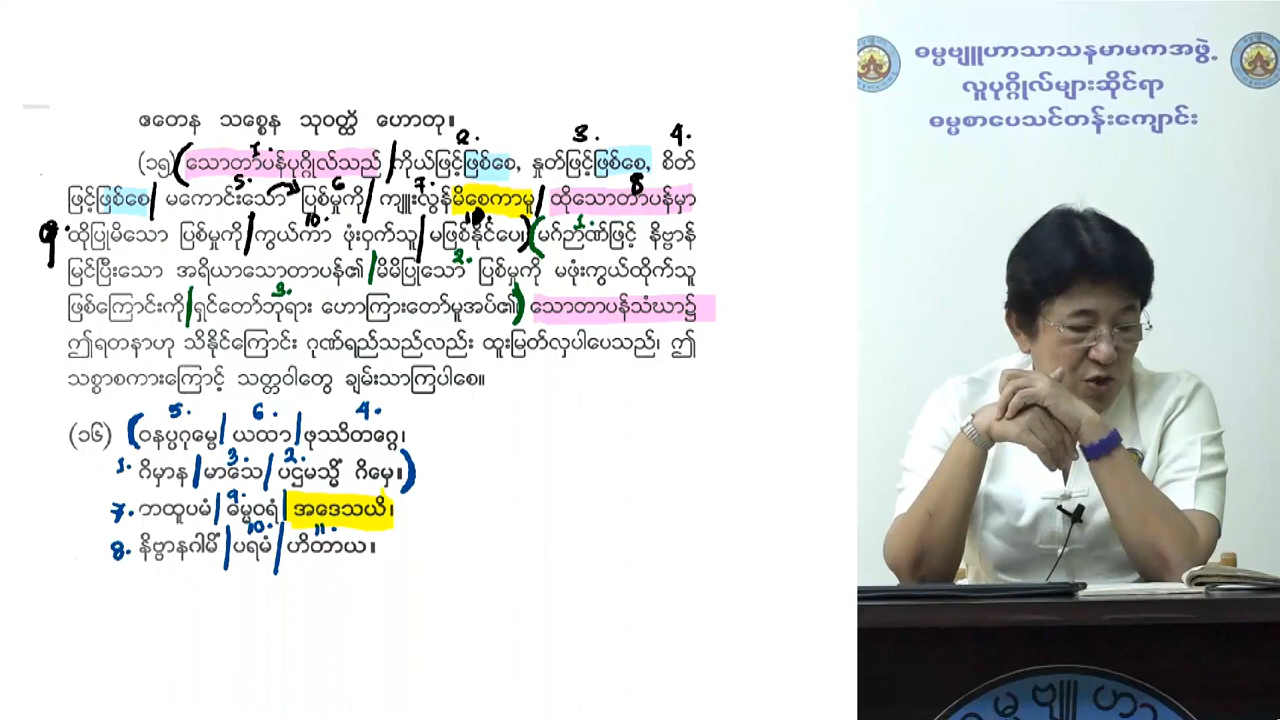 ဧတေန သစ္စေန သုဝတ္ထိ ဟောတု။
(၁၅) (သောတာပန်ပုဂ္ဂိုလ်သည် / ကိုယ်ဖြင့်ဖြစ်စေ, နှုတ်ဖြင့်ဖြစ်စေ, စိတ်
ဖြင့်ဖြစ်စေ / မကောင်းသော ပြစ်မှုကို / ကျူးလွန်မိစေကာမူ / ထိုသောတာပန်မှာ
ထိုပြုမိသော ပြစ်မှုကို / ကွယ်ကာ ဖုံးဝှက်သူ / မဖြစ်နိုင်ပေ၊) (မဂ်ဉာဏ်ဖြင့် နိဗ္ဗာန်
မြင်ပြီးသော အရိယာသောတာပန်၏ / မိမိပြုသော ပြစ်မှုကို မဖုံးကွယ်ထိုက်သူ
ဖြစ်ကြောင်းကို / ရှင်တော်ဘုရား ဟောကြားတော်မူအပ်၏၊) သောတာပန်သံဃာ၌
ဤရတနာဟု သိနိုင်ကြောင်း ဂုဏ်ရည်သည်လည်း ထူးမြတ်လှပါပေသည်၊ ဤ
သစ္စာစကားကြောင့် သတ္တဝါတွေ ချမ်းသာကြပါစေ။
(၁၆) (ဝနပ္ပဂုမ္ဗေ / ယထာ / ဖုဿိတဂ္ဂေ၊
ဂိမှာန / မာသေ / ပဌမသ္မိံ ဂိမှေ။)
တထူပမံ / ဓမ္မဝရံ / အဒေသယိ၊
နိဗ္ဗာနဂါမိံ / ပရမံ / ဟိတာယ။
ဓမ္မဗျူဟာသာသနမာမကအဖွဲ့
လူပုဂ္ဂိုလ်များဆိုင်ရာ
ဓမ္မစာပေသင်တန်းကျောင်း
ဓမ္မဗျူဟာ